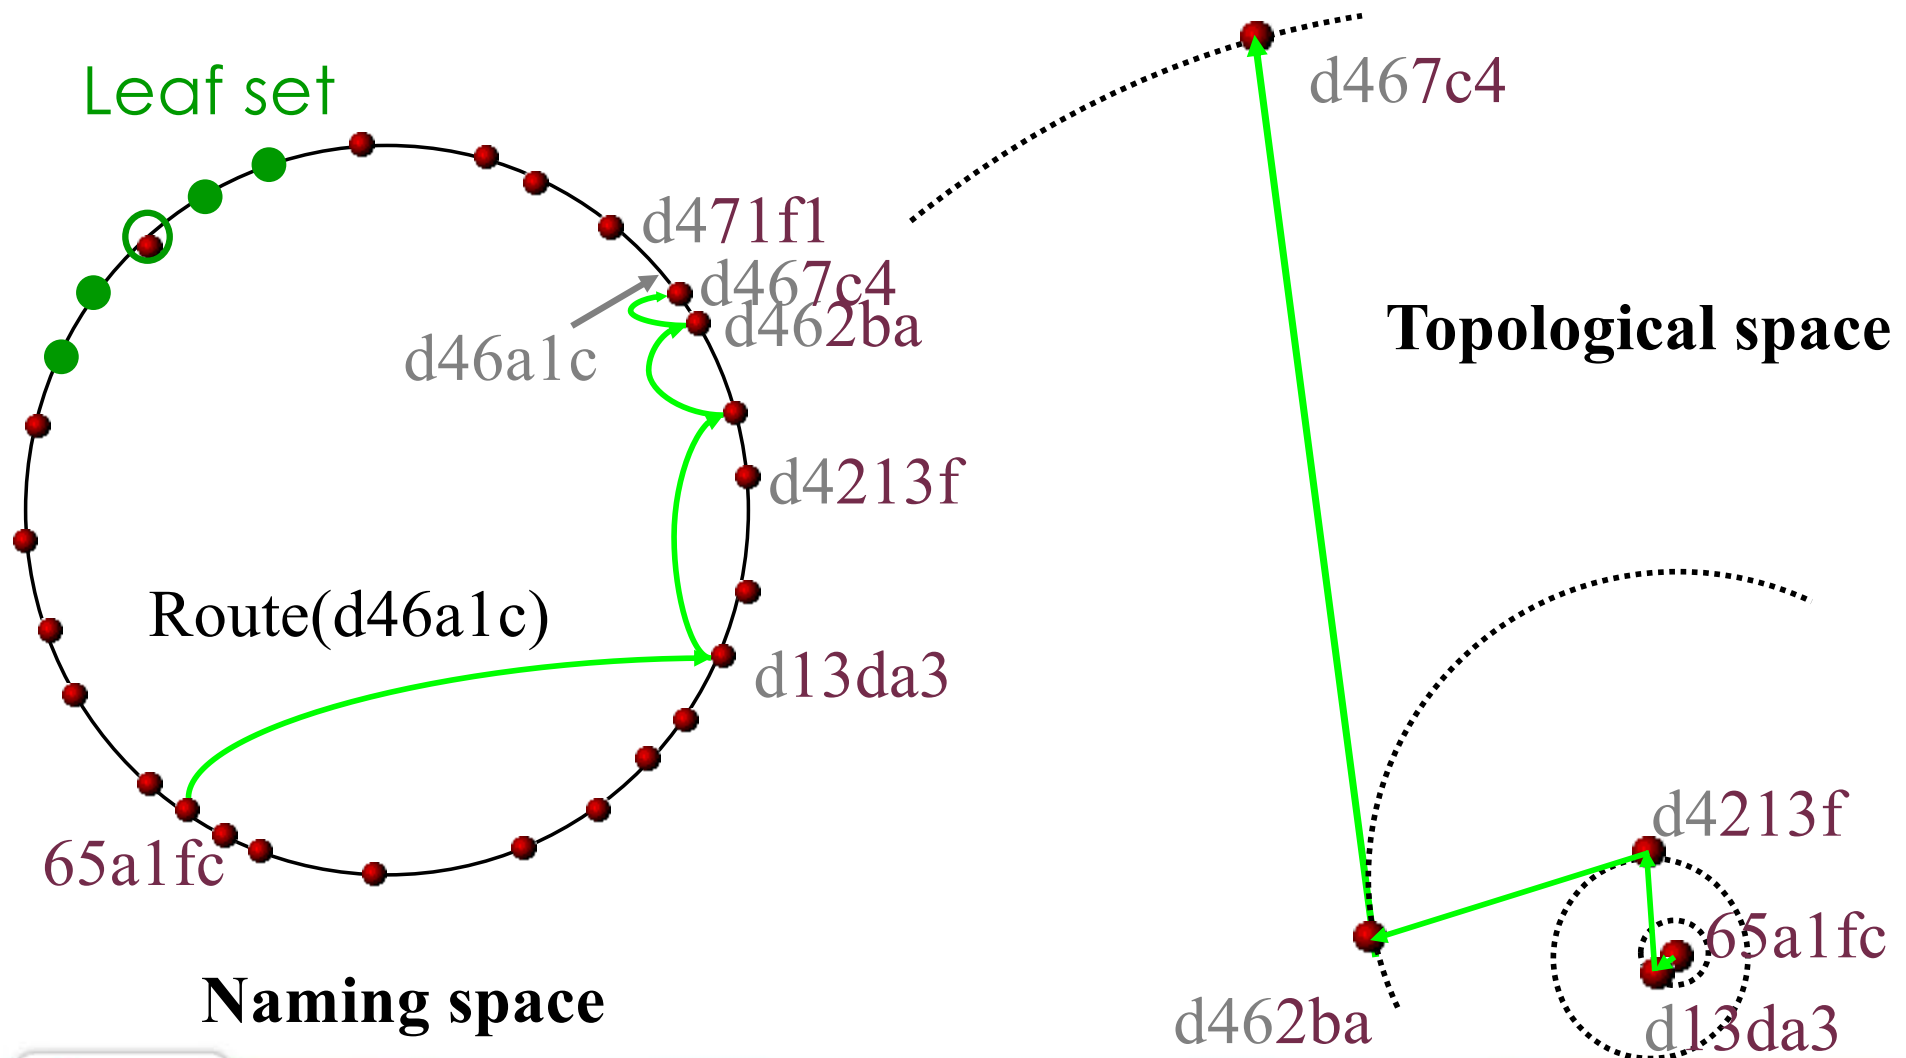 Leaf set
d471f1
d467c4
d462ba
d46a1c
d4213f
Route(d46a1c)
d13da3
65a1fc
Naming space
d467c4
Topological space
d4213f
65a1fc
d462ba
d13da3